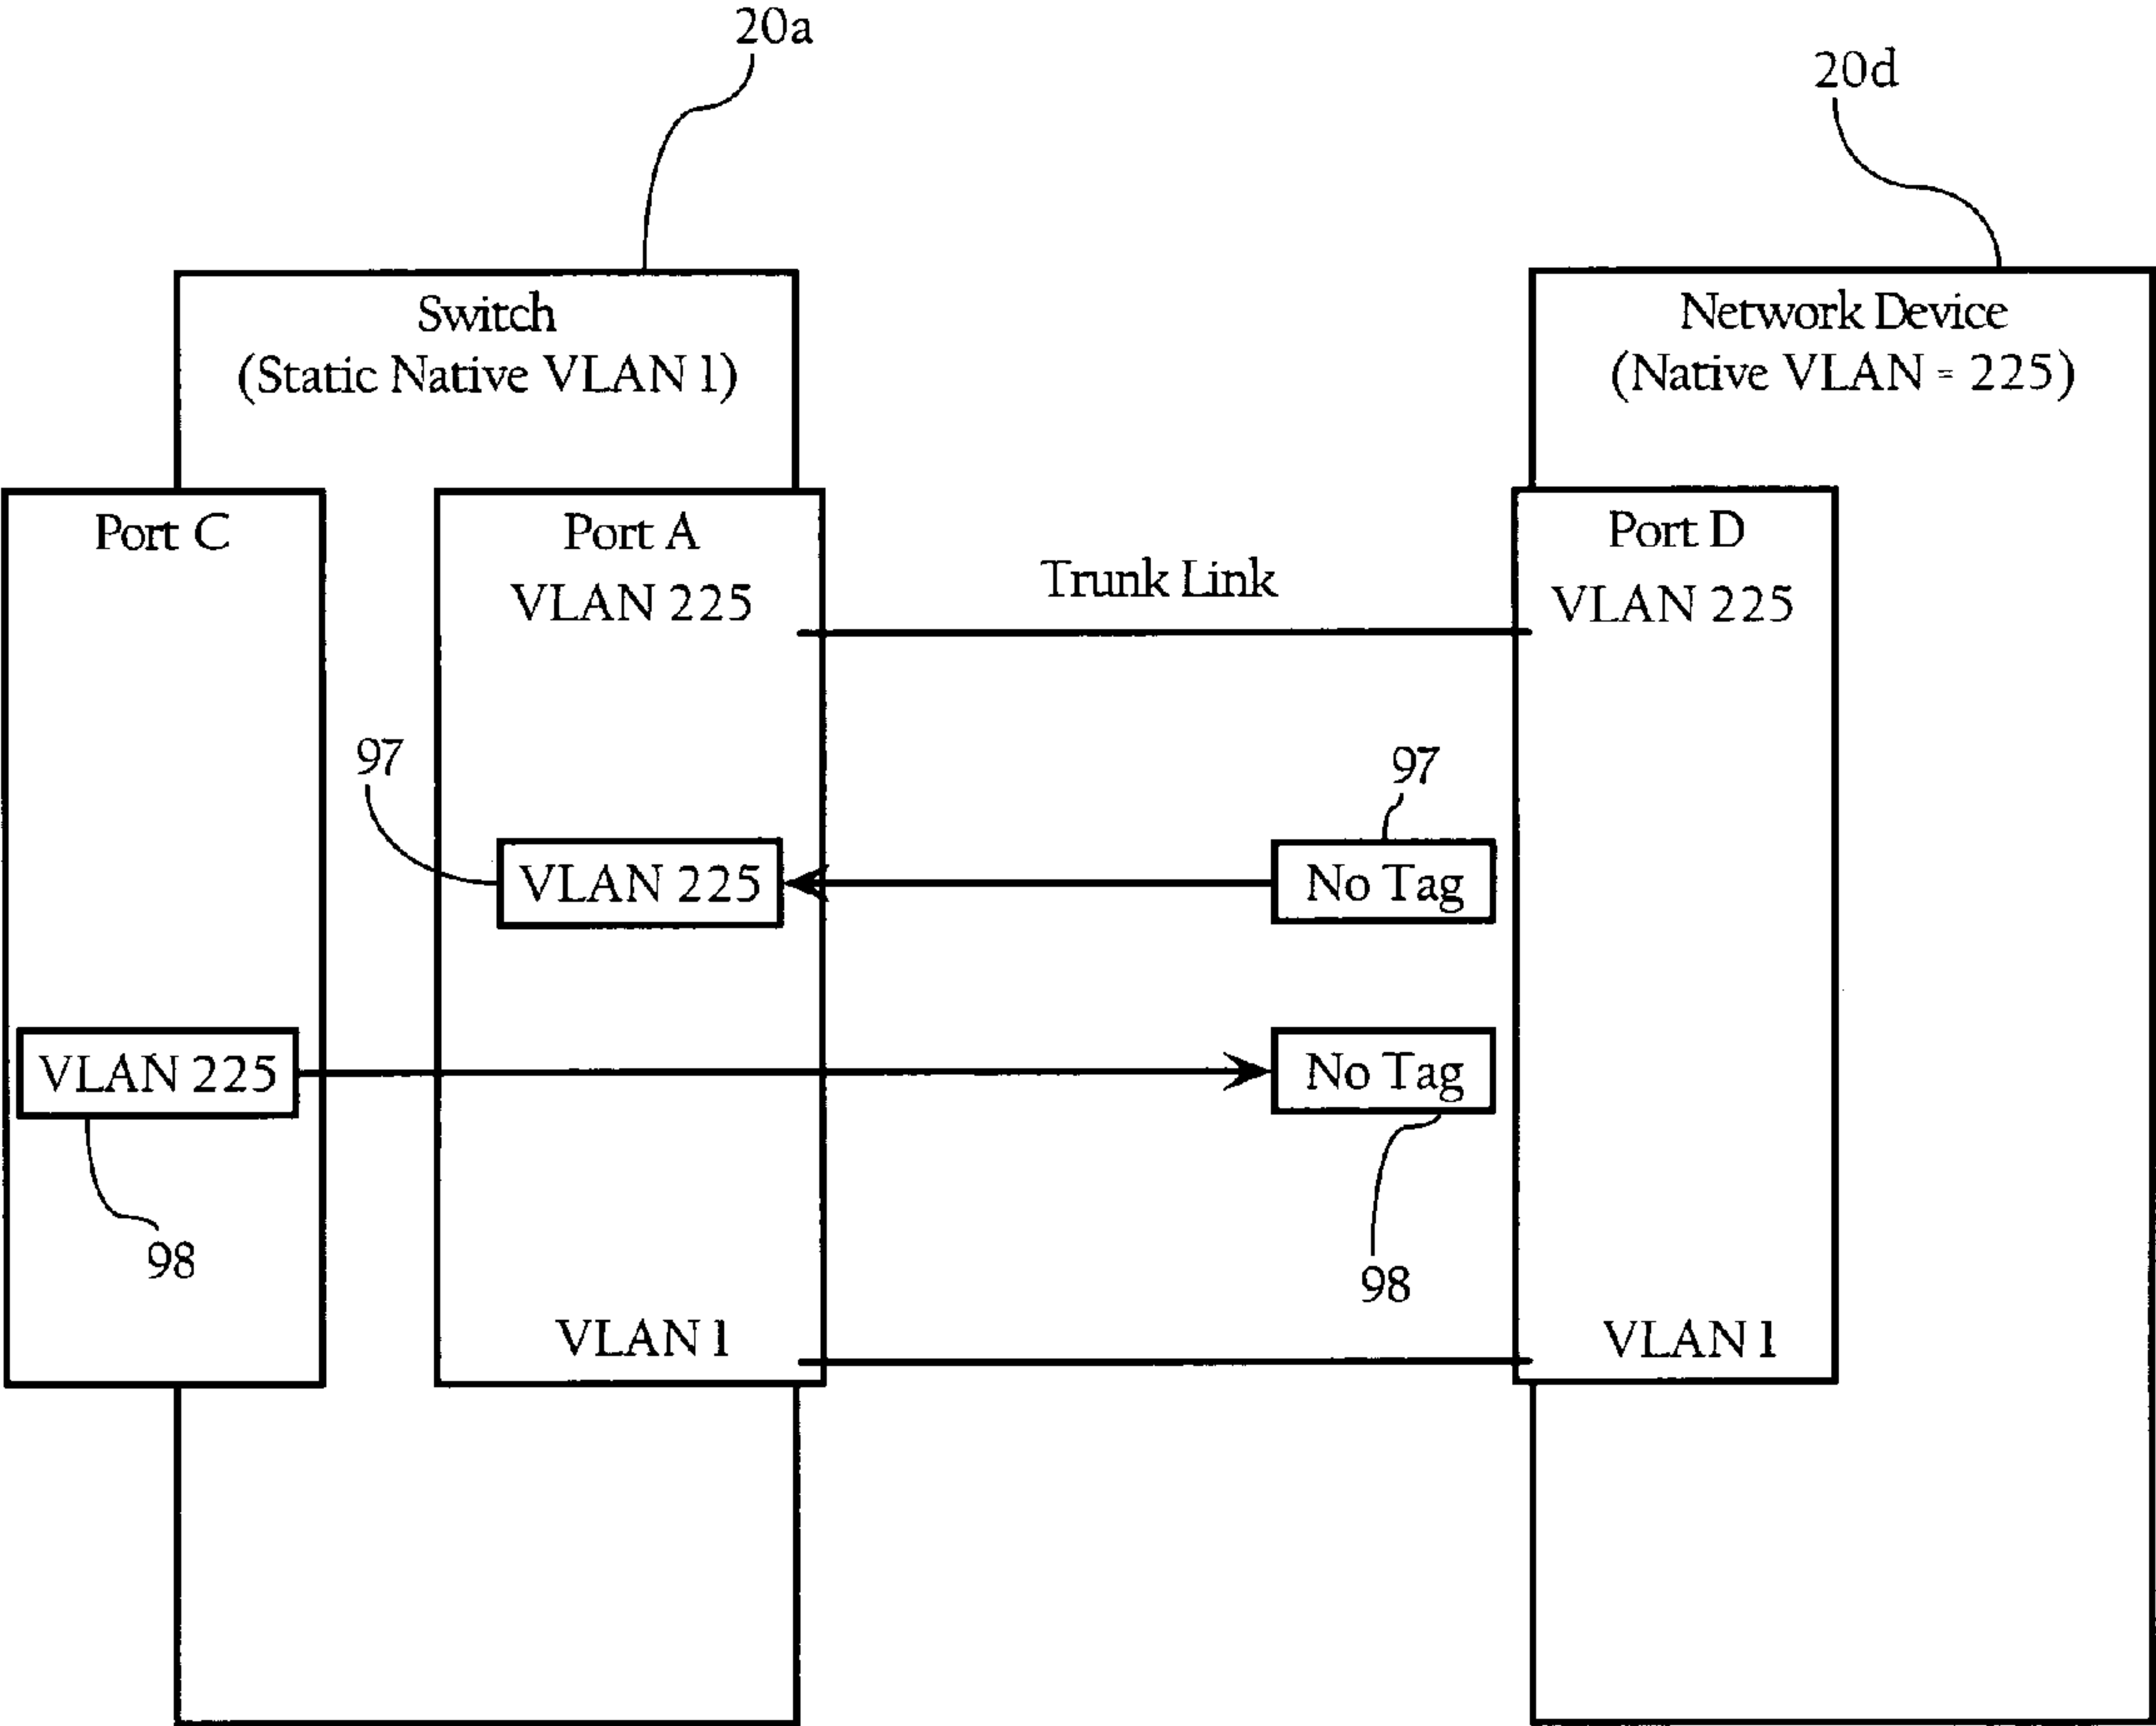 20a
20d
Switch
(Static Native VLAN 1)
Network Device
(Native VLAN = 225)
Port C
Port A
VLAN 225
Trunk Link
Port D
VLAN 225
97
97
VLAN 225
No Tag
VLAN 225
No Tag
98
98
VLAN 1
VLAN 1